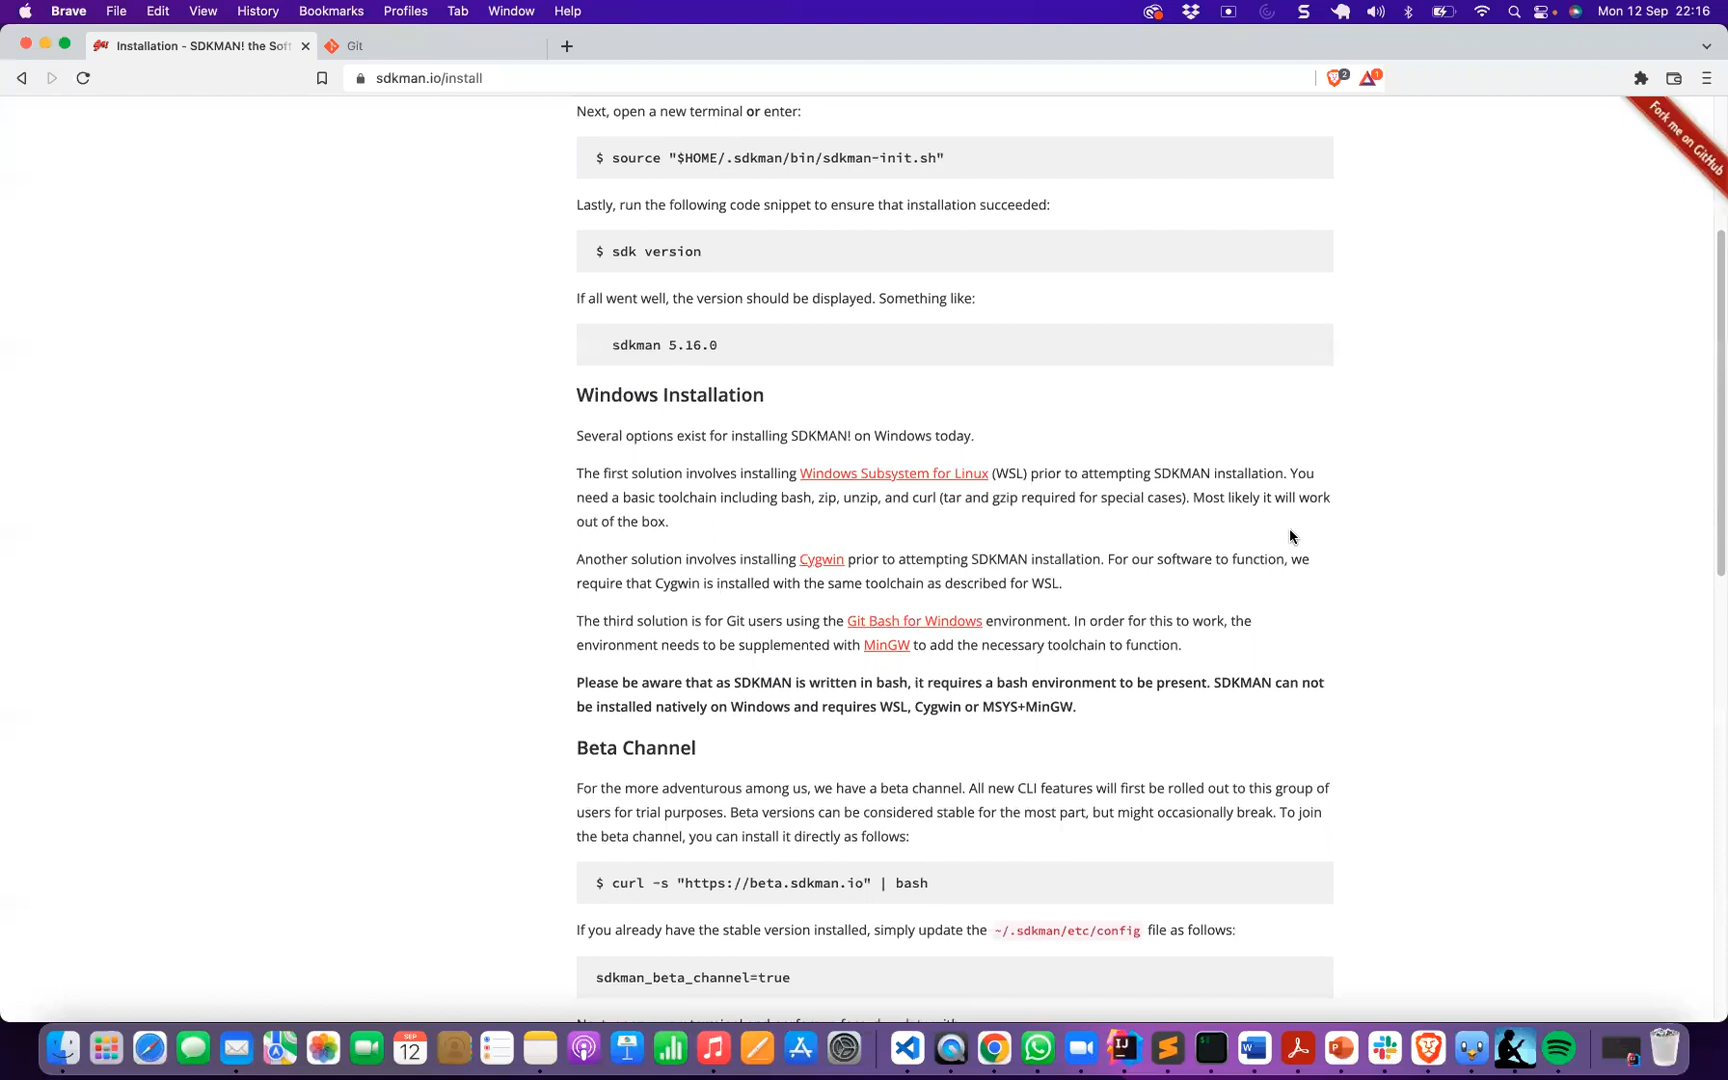 Brave File Edit View History Bookmarks Profiles Tab Window Help Mon 12 Sep 22:16
Installation - SDKMAN! the Sof Git
sdkman.io/install 2 1
Fork me on GitHub
Next, open a new terminal or enter:
$ source "$HOME/.sdkman/bin/sdkman-init.sh"
Lastly, run the following code snippet to ensure that installation succeeded:
$ sdk version
If all went well, the version should be displayed. Something like:
sdkman 5.16.0
Windows Installation
Several options exist for installing SDKMAN! on Windows today.
The first solution involves installing Windows Subsystem for Linux (WSL) prior to attempting SDKMAN installation. You
need a basic toolchain including bash, zip, unzip, and curl (tar and gzip required for special cases). Most likely it will work
out of the box.
Another solution involves installing Cygwin prior to attempting SDKMAN installation. For our software to function, we
require that Cygwin is installed with the same toolchain as described for WSL.
The third solution is for Git users using the Git Bash for Windows environment. In order for this to work, the
environment needs to be supplemented with MinGW to add the necessary toolchain to function.
Please be aware that as SDKMAN is written in bash, it requires a bash environment to be present. SDKMAN can not
be installed natively on Windows and requires WSL, Cygwin or MSYS+MinGW.
Beta Channel
For the more adventurous among us, we have a beta channel. All new CLI features will first be rolled out to this group of
users for trial purposes. Beta versions can be considered stable for the most part, but might occasionally break. To join
the beta channel, you can install it directly as follows:
$ curl -s "https://beta.sdkman.io" | bash
If you already have the stable version installed, simply update the ~/.sdkman/etc/config file as follows:
sdkman_beta_channel=true
SEP
12